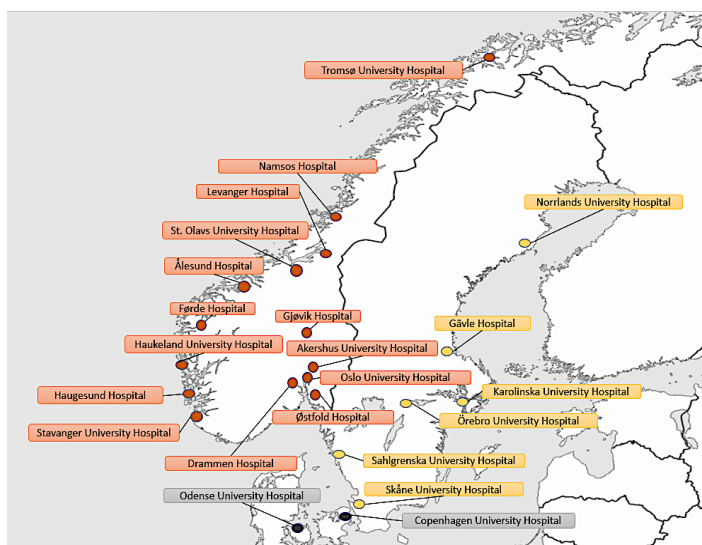 Tromsø University Hospital
Namsos Hospital
Levanger Hospital
Norrlands University Hospital
St. Olavs University Hospital
Ålesund Hospital
Førde Hospital
Gjøvik Hospital
Gävle Hospital
Haukeland University Hospital
Akershus University Hospital
Oslo University Hospital
Karolinska University Hospital
Haugesund Hospital
Østfold Hospital
Örebro University Hospital
Stavanger University Hospital
Drammen Hospital
Sahlgrenska University Hospital
Odense University Hospital
Skåne University Hospital
Copenhagen University Hospital